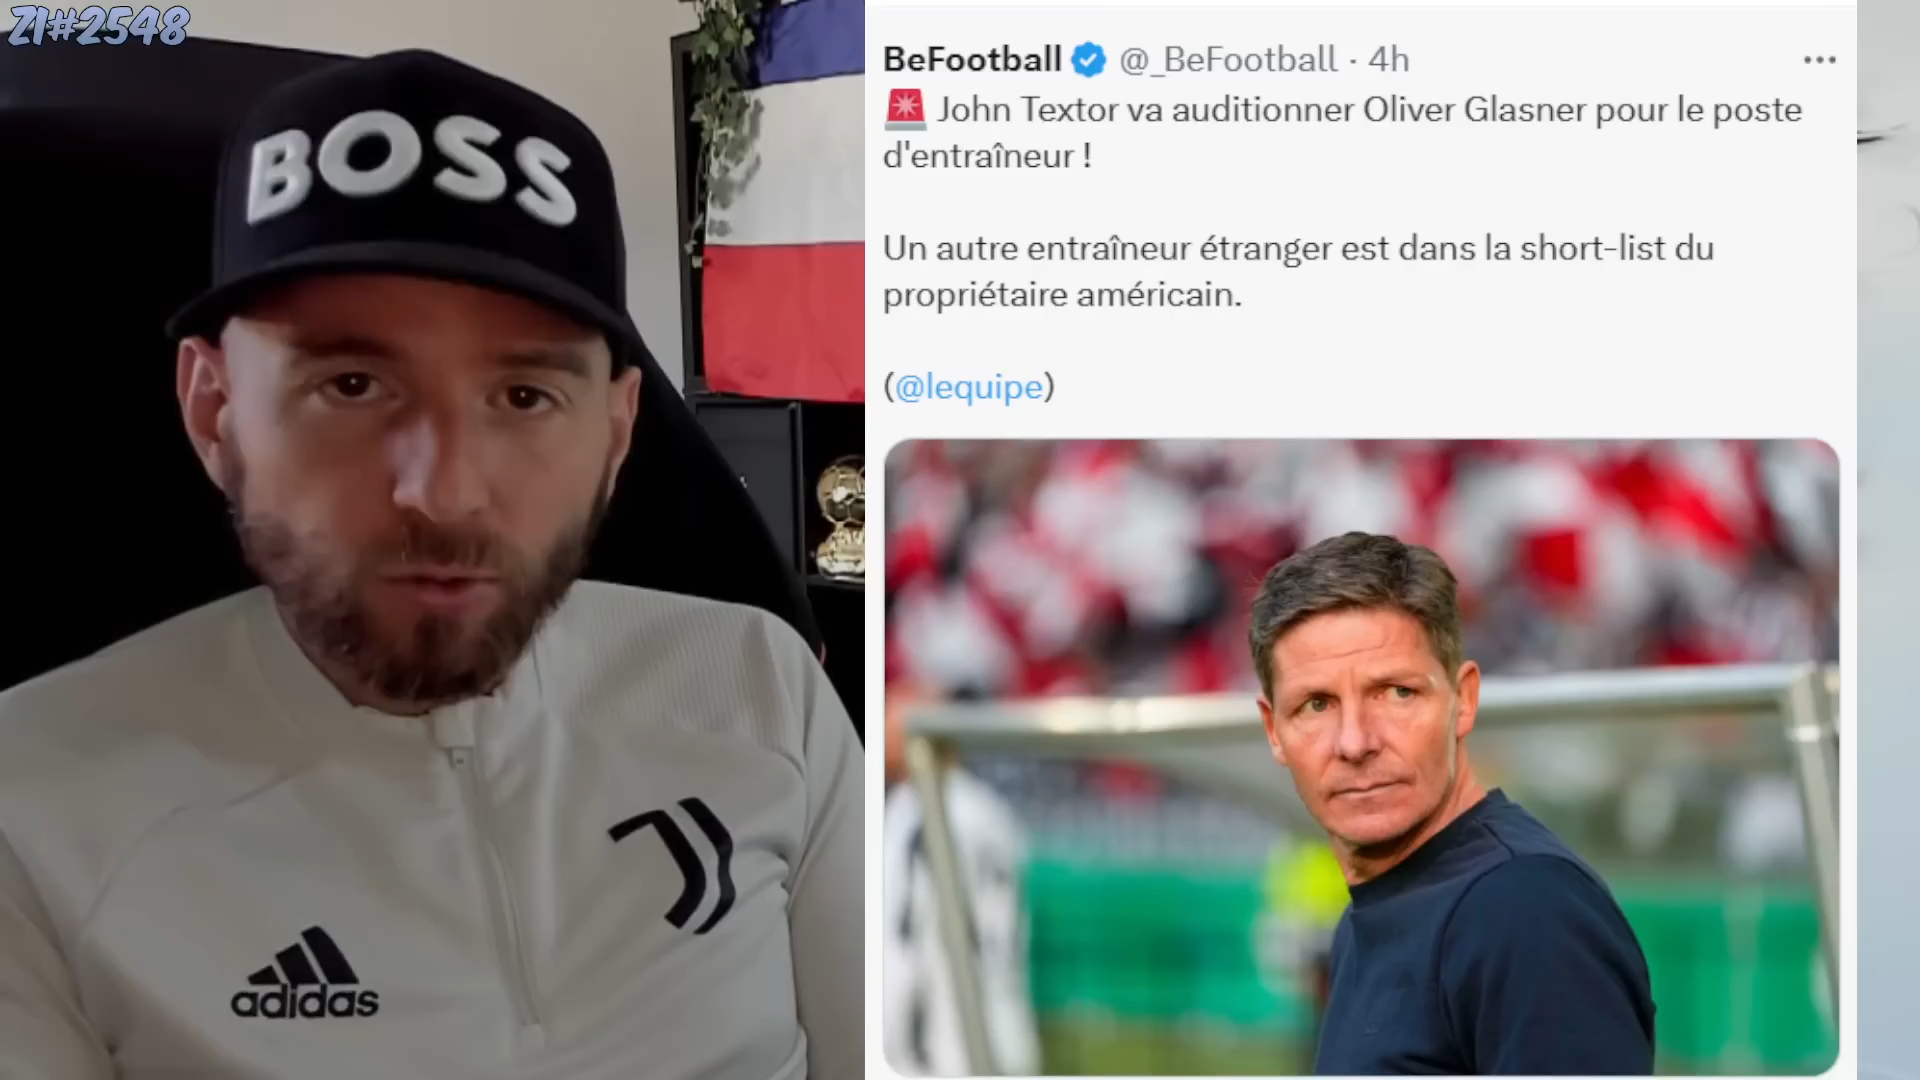 ZI#2548
BOSS
adidas
BeFootball @_BeFootball · 4h
🚨 John Textor va auditionner Oliver Glasner pour le poste
d'entraîneur !
Un autre entraîneur étranger est dans la short-list du
propriétaire américain.
(@lequipe)